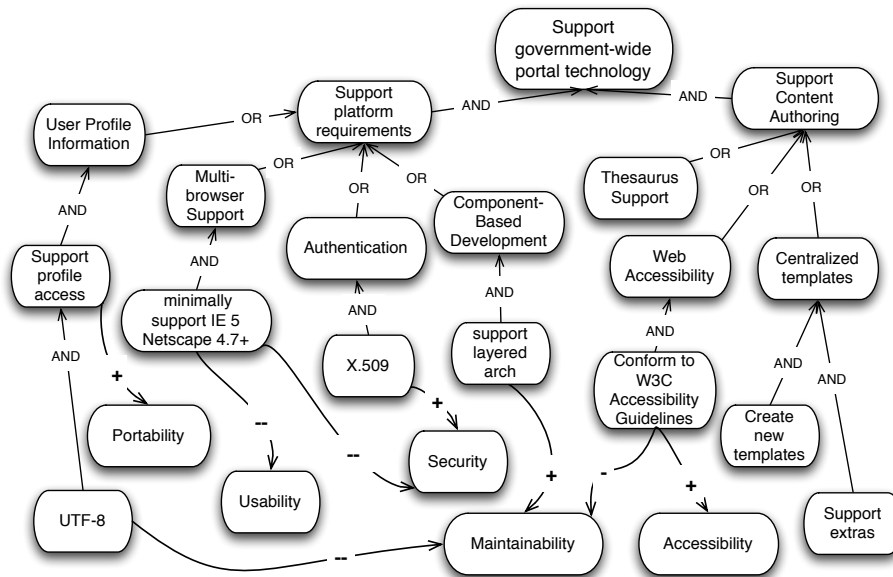 Support
government-wide
portal technology
Support
platform
requirements
AND
AND
Support
Content
Authoring
User Profile
Information
OR
Multi-
browser
Support
OR
OR
OR
Component-
Based
Development
Authentication
OR
Thesaurus
Support
OR
OR
Web
Accessibility
Centralized
templates
AND
Support
profile
access
AND
minimally
support IE 5
Netscape 4.7+
AND
X.509
AND
support
layered
arch
AND
Conform to
W3C
Accessibility
Guidelines
AND
AND
AND
Create
new
templates
+
Portability
--
Usability
--
+
Security
+
-
+
UTF-8
--
Maintainability
Accessibility
Support
extras